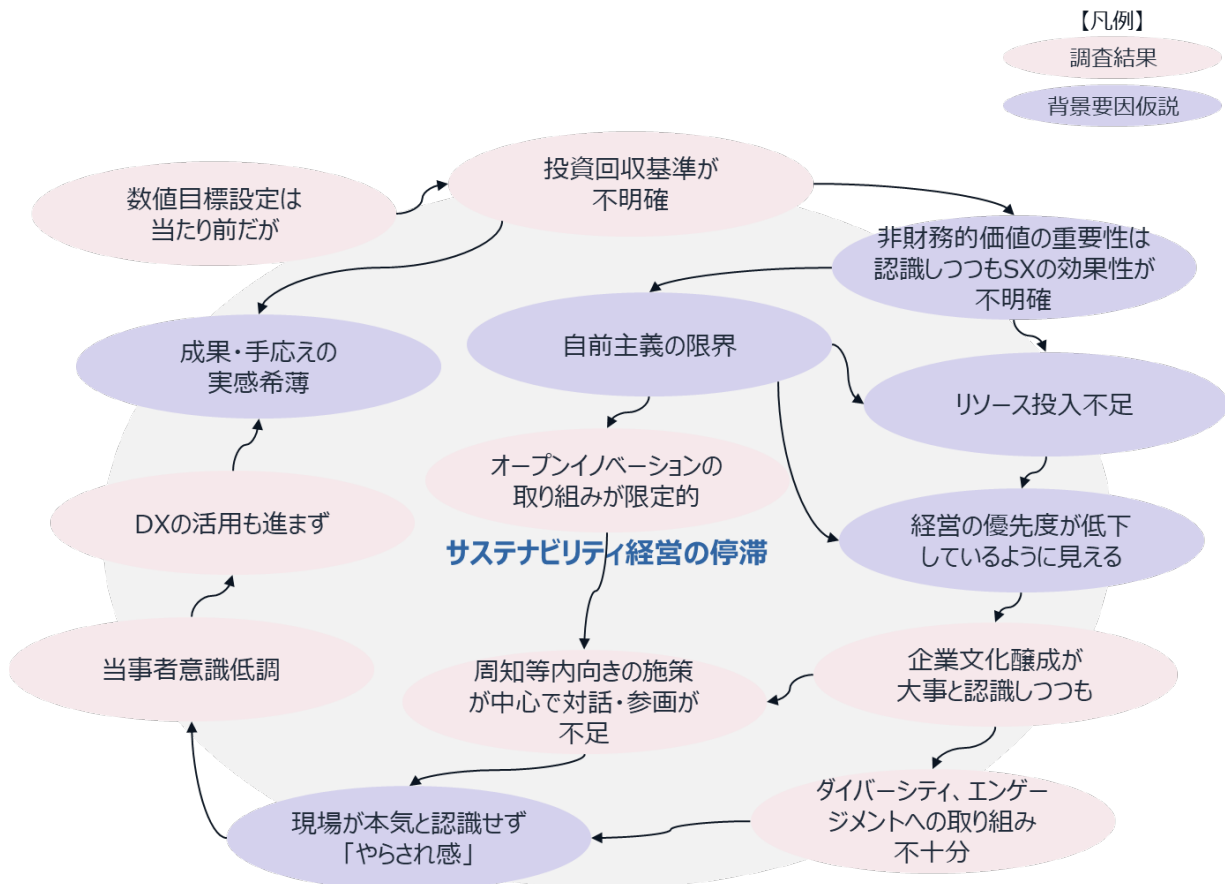 【凡例】
調査結果
背景要因仮説
投資回収基準が
不明確
数値目標設定は
当たり前だが
非財務的価値の重要性は
認識しつつもSXの効果性が
不明確
自前主義の限界
成果・手応えの
実感希薄
リソース投入不足
オープンイノベーションの
取り組みが限定的
DXの活用も進まず
経営の優先度が低下
しているように見える
サステナビリティ経営の停滞
当事者意識低調
周知等内向きの施策
が中心で対話・参画が
不足
企業文化醸成が
大事と認識しつつも
ダイバーシティ、エンゲー
ジメントへの取り組み
不十分
現場が本気と認識せず
「やらされ感」